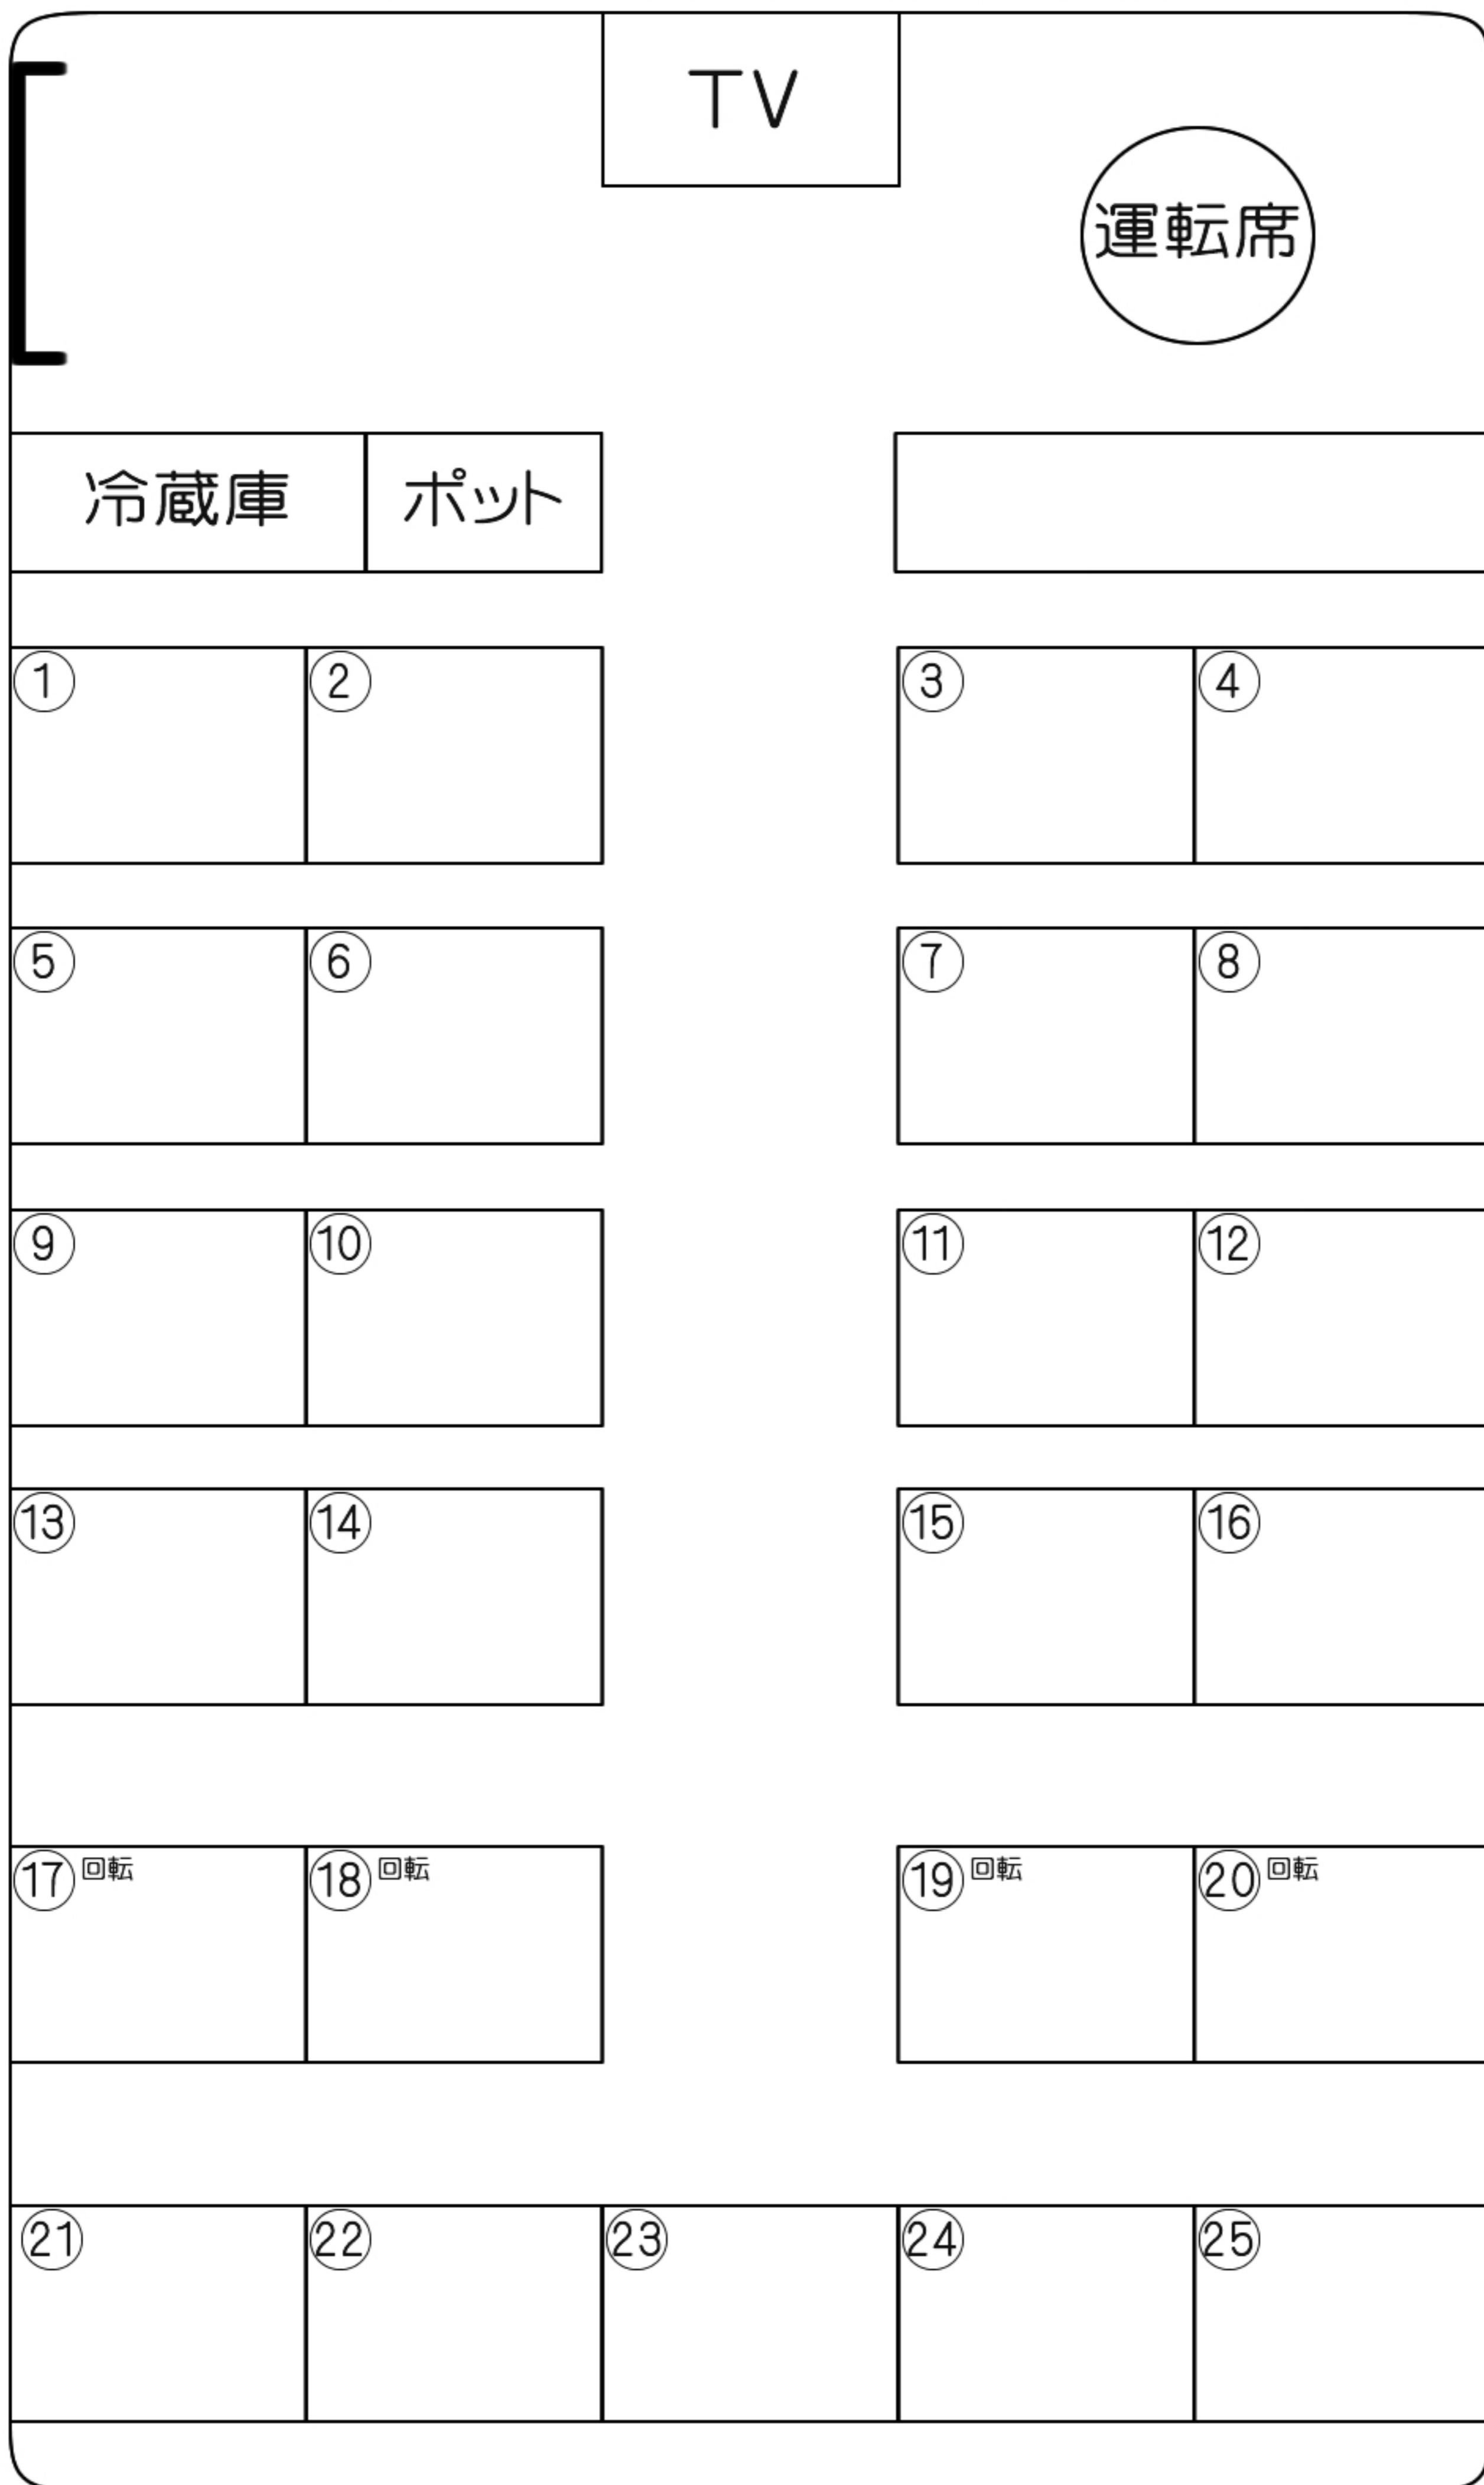 TV
運転席
冷蔵庫 ポット
① ② ③ ④
⑤ ⑥ ⑦ ⑧
⑨ ⑩ ⑪ ⑫
⑬ ⑭ ⑮ ⑯
⑰ 回転 ⑱ 回転 ⑲ 回転 ⑳ 回転
㉑ ㉒ ㉓ ㉔ ㉕